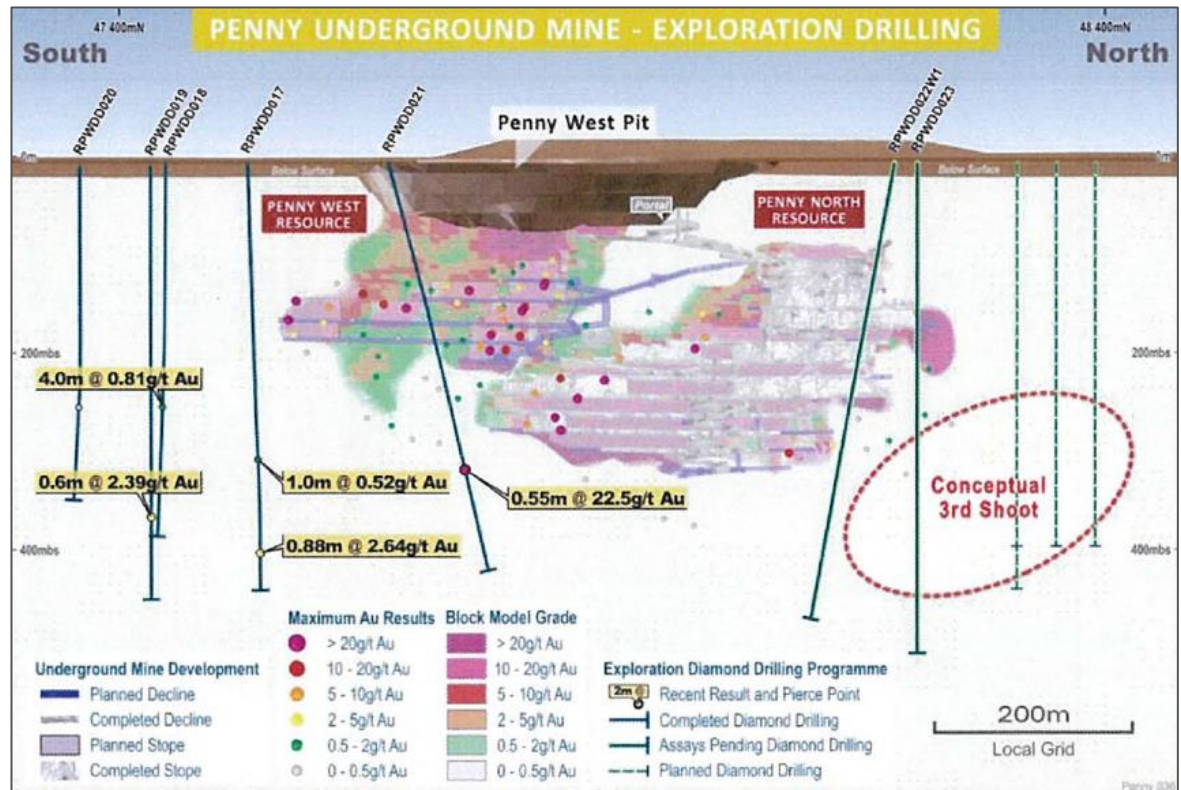 47 400mN
PENNY UNDERGROUND MINE - EXPLORATION DRILLING
48 400mN
South
North
RPWDD020
RPWDD019
RPWDD018
RPWDD017
RPWDD021
Penny West Pit
RPWDD022W1
RPWDD023
0m
Below Surface
Below Surface
PENNY WEST
RESOURCE
Portal
PENNY NORTH
RESOURCE
200mbs
200mbs
4.0m @ 0.81g/t Au
0.6m @ 2.39g/t Au
1.0m @ 0.52g/t Au
0.55m @ 22.5g/t Au
0.88m @ 2.64g/t Au
Conceptual
3rd Shoot
400mbs
400mbs
Underground Mine Development
Planned Decline
Completed Decline
Planned Stope
Completed Stope
Maximum Au Results
> 20g/t Au
10 - 20g/t Au
5 - 10g/t Au
2 - 5g/t Au
0.5 - 2g/t Au
0 - 0.5g/t Au
Block Model Grade
> 20g/t Au
10 - 20g/t Au
5 - 10g/t Au
2 - 5g/t Au
0.5 - 2g/t Au
0 - 0.5g/t Au
Exploration Diamond Drilling Programme
2m @
Recent Result and Pierce Point
Completed Diamond Drilling
Assays Pending Diamond Drilling
Planned Diamond Drilling
200m
Local Grid